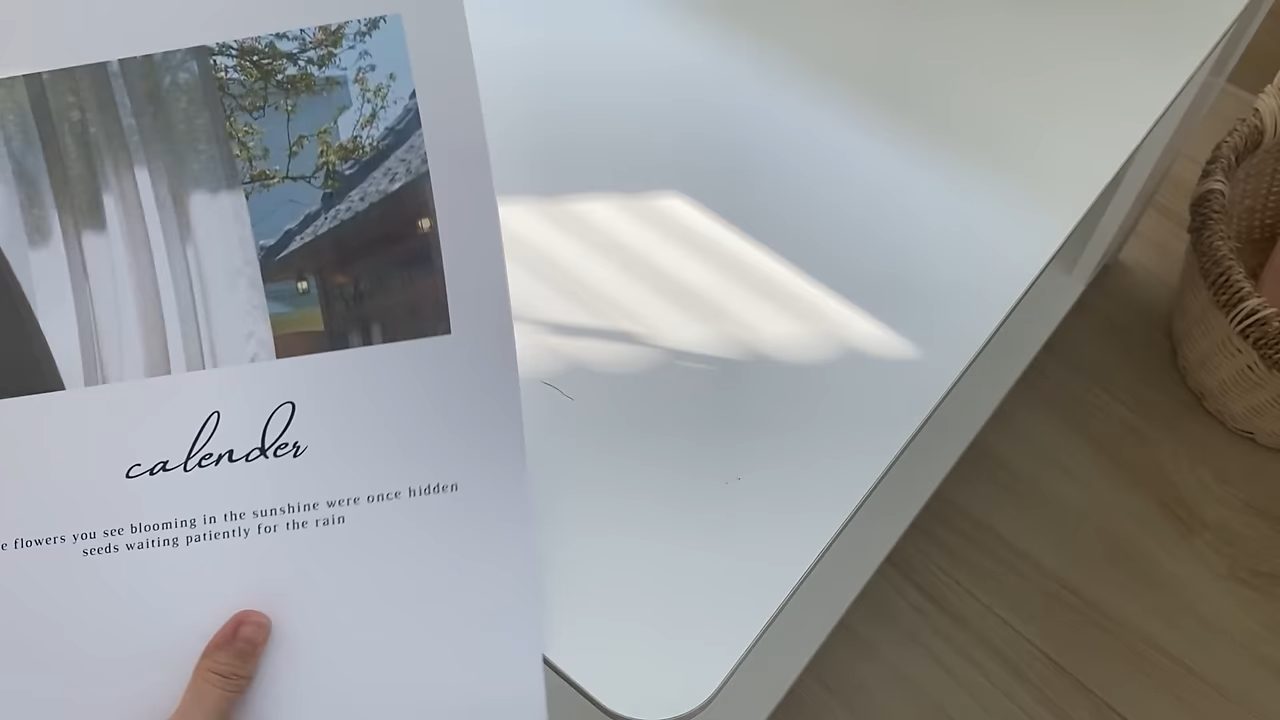 calender
flowers you see blooming in the sunshine were once hidden
seeds waiting patiently for the rain